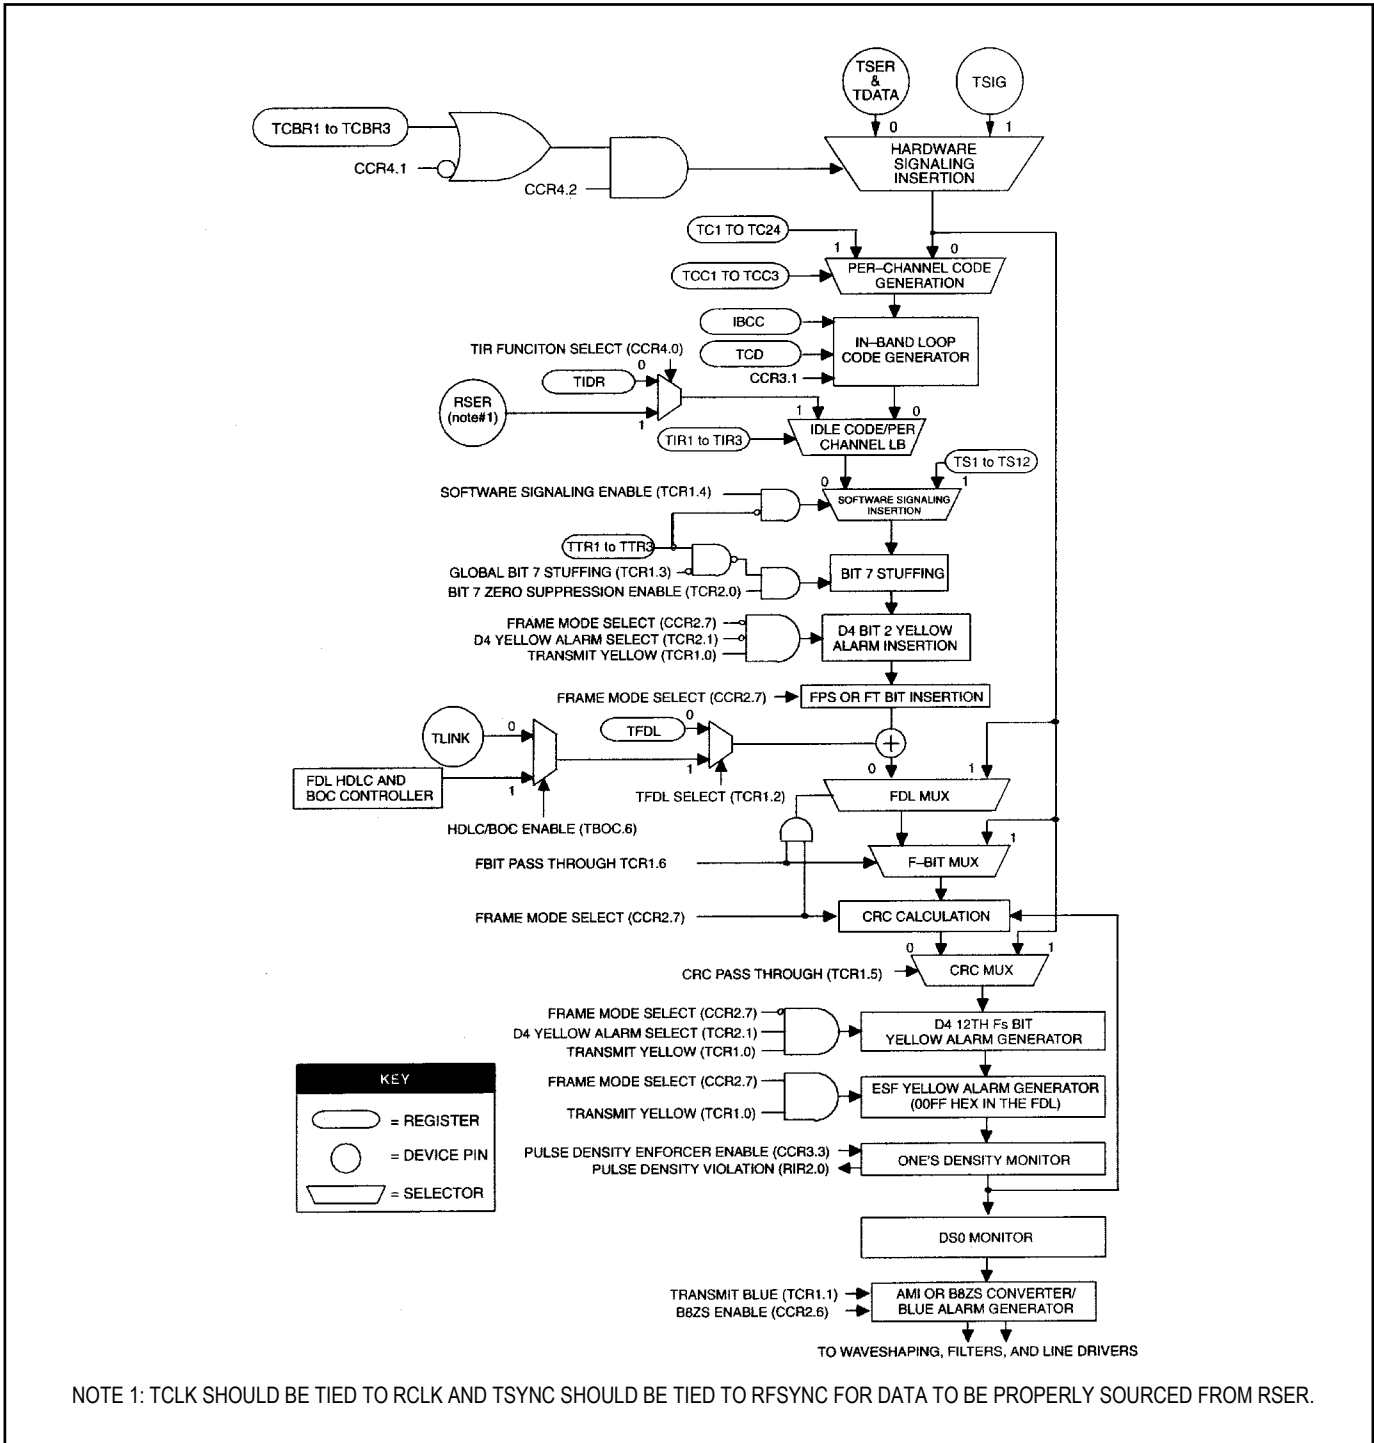 TSER
&
TDATA
TSIG
0
1
TCBR1 to TCBR3
CCR4.1
CCR4.2
HARDWARE
SIGNALING
INSERTION
TC1 TO TC24
1
0
TCC1 TO TCC3
PER–CHANNEL CODE
GENERATION
IBCC
TCD
CCR3.1
IN–BAND LOOP
CODE GENERATOR
TIR FUNCITON SELECT (CCR4.0)
0
TIDR
RSER
(note#1)
1
1
0
TIR1 to TIR3
IDLE CODE/PER
CHANNEL LB
TS1 to TS12
0
1
SOFTWARE SIGNALING ENABLE (TCR1.4)
SOFTWARE SIGNALING
INSERTION
TTR1 to TTR3
GLOBAL BIT 7 STUFFING (TCR1.3)
BIT 7 ZERO SUPPRESSION ENABLE (TCR2.0)
BIT 7 STUFFING
FRAME MODE SELECT (CCR2.7)
D4 YELLOW ALARM SELECT (TCR2.1)
TRANSMIT YELLOW (TCR1.0)
D4 BIT 2 YELLOW
ALARM INSERTION
FRAME MODE SELECT (CCR2.7)
FPS OR FT BIT INSERTION
TLINK
0
TFDL
0
FDL HDLC AND
BOC CONTROLLER
1
1
+
0
1
TFDL SELECT (TCR1.2)
FDL MUX
HDLC/BOC ENABLE (TBOC.6)
1
FBIT PASS THROUGH TCR1.6
F–BIT MUX
FRAME MODE SELECT (CCR2.7)
CRC CALCULATION
0
1
CRC PASS THROUGH (TCR1.5)
CRC MUX
FRAME MODE SELECT (CCR2.7)
D4 YELLOW ALARM SELECT (TCR2.1)
TRANSMIT YELLOW (TCR1.0)
D4 12TH Fs BIT
YELLOW ALARM GENERATOR
FRAME MODE SELECT (CCR2.7)
TRANSMIT YELLOW (TCR1.0)
ESF YELLOW ALARM GENERATOR
(00FF HEX IN THE FDL)
PULSE DENSITY ENFORCER ENABLE (CCR3.3)
PULSE DENSITY VIOLATION (RIR2.0)
ONE'S DENSITY MONITOR
DS0 MONITOR
TRANSMIT BLUE (TCR1.1)
B8ZS ENABLE (CCR2.6)
AMI OR B8ZS CONVERTER/
BLUE ALARM GENERATOR
TO WAVESHAPING, FILTERS, AND LINE DRIVERS
KEY
= REGISTER
= DEVICE PIN
= SELECTOR
NOTE 1: TCLK SHOULD BE TIED TO RCLK AND TSYNC SHOULD BE TIED TO RFSYNC FOR DATA TO BE PROPERLY SOURCED FROM RSER.